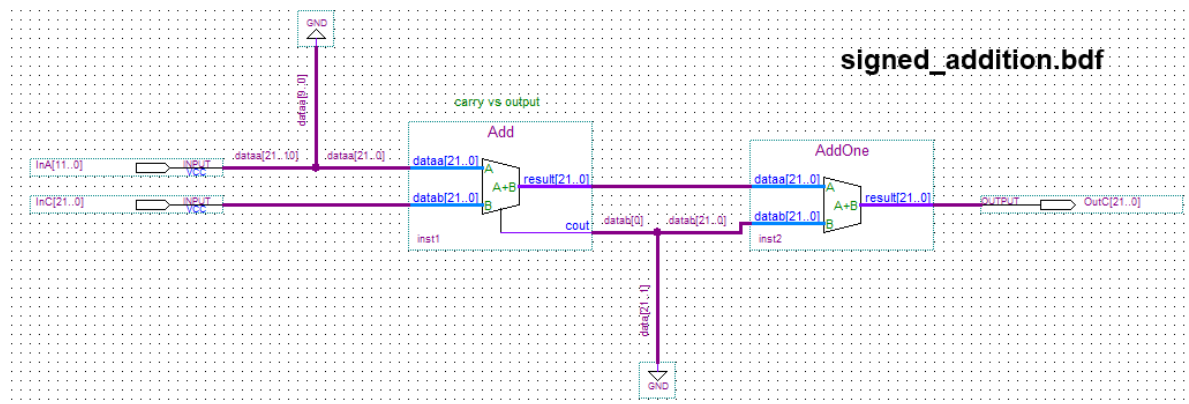 GND
signed_addition.bdf
dataa[9..0]
carry vs output
Add
AddOne
InA[11..0]
INPUT
VCC
dataa[21..10]
dataa[21..0]
dataa[21..0]
A
A+B
result[21..0]
dataa[21..0]
A
A+B
result[21..0]
InC[21..0]
INPUT
VCC
datab[21..0]
B
cout
inst1
datab[0]
datab[21..0]
datab[21..0]
B
inst2
OUTPUT
OutC[21..0]
data[21..1]
GND